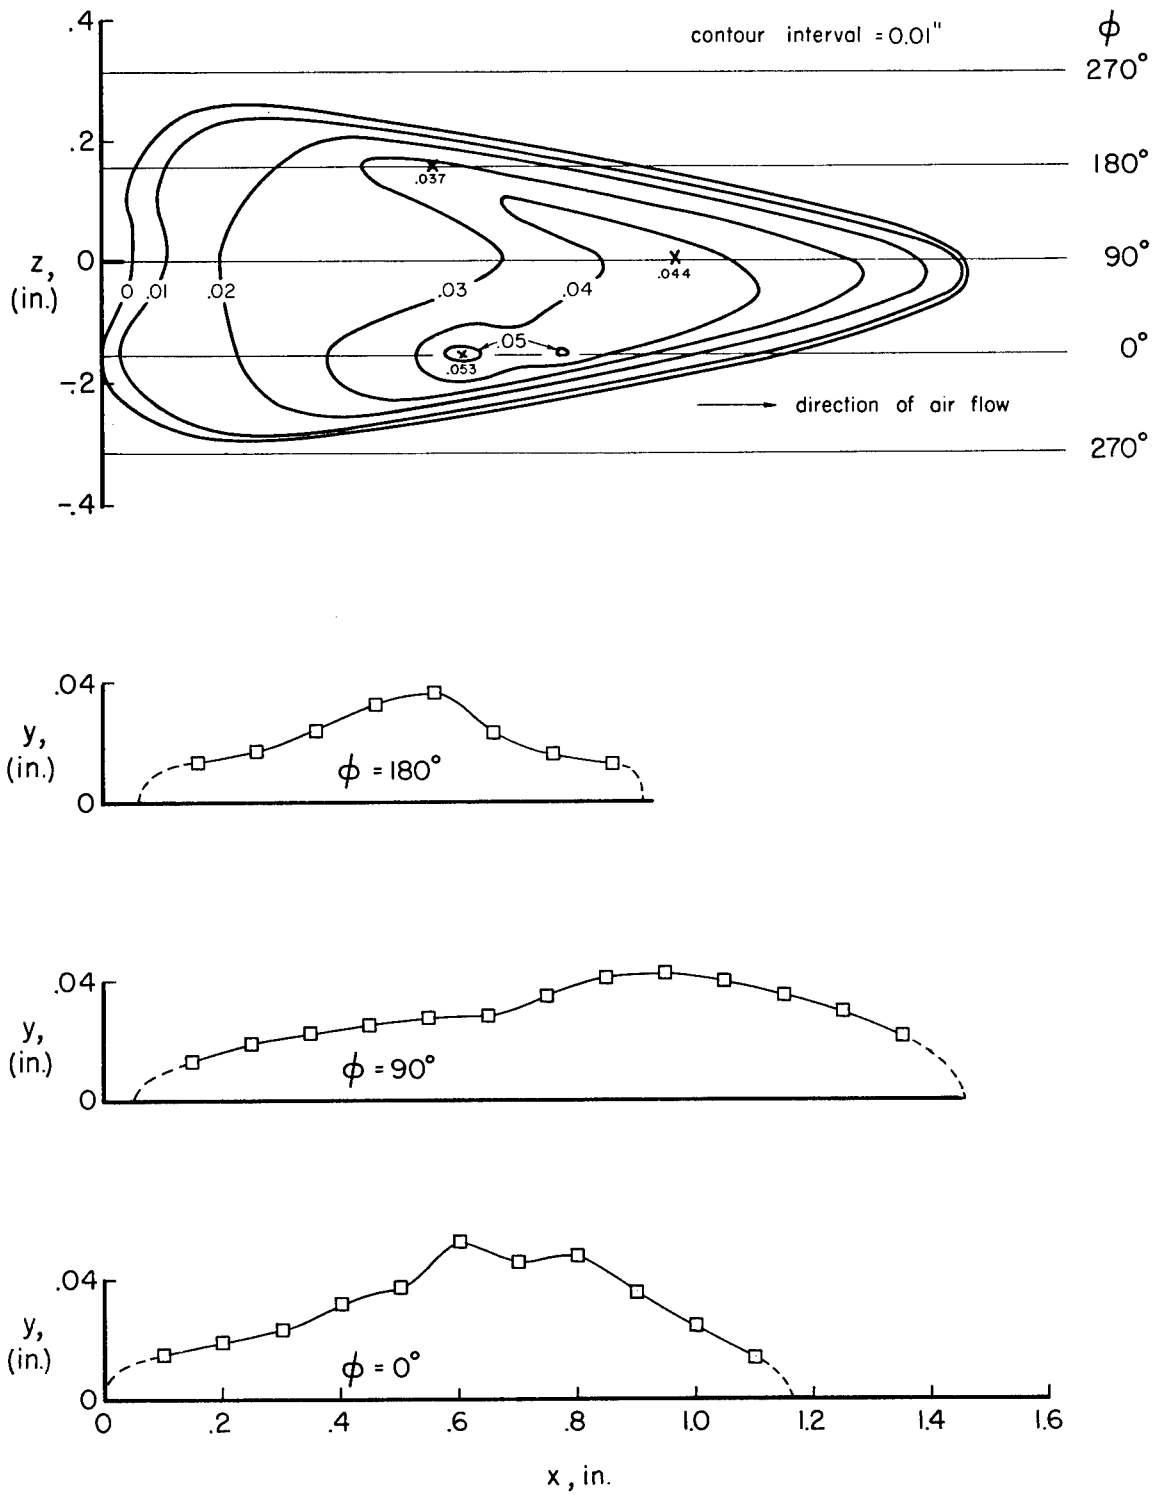 contour interval = 0.01"
ϕ
.4
270°
.2
180°
.037
z,
(in.)
0
90°
.044
0 .01 .02 .03 .04
.05
0°
.053
-.2
direction of air flow
270°
-.4
.04
y,
(in.)
ϕ = 180°
0
.04
y,
(in.)
ϕ = 90°
0
.04
y,
(in.)
ϕ = 0°
0
0 .2 .4 .6 .8 1.0 1.2 1.4 1.6
x, in.